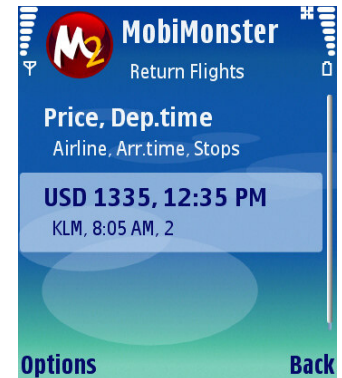 M2
MobiMonster
Return Flights
Price, Dep.time
Airline, Arr.time, Stops
USD 1335, 12:35 PM
KLM, 8:05 AM, 2
Options
Back